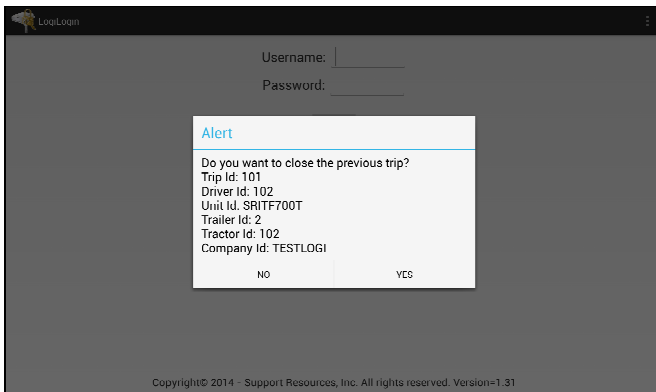 LogiLogin
Username:
Password:
Alert
Do you want to close the previous trip?
Trip Id: 101
Driver Id: 102
Unit Id. SRITF700T
Trailer Id: 2
Tractor Id: 102
Company Id: TESTLOGI
NO YES
Copyright© 2014 - Support Resources, Inc. All rights reserved. Version=1.31